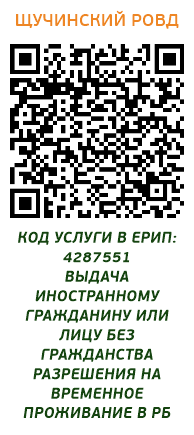 ЩУЧИНСКИЙ РОВД
КОД УСЛУГИ В ЕРИП:
4287551
ВЫДАЧА
ИНОСТРАННОМУ
ГРАЖДАНИНУ ИЛИ
ЛИЦУ БЕЗ
ГРАЖДАНСТВА
РАЗРЕШЕНИЯ НА
ВРЕМЕННОЕ
ПРОЖИВАНИЕ В РБ